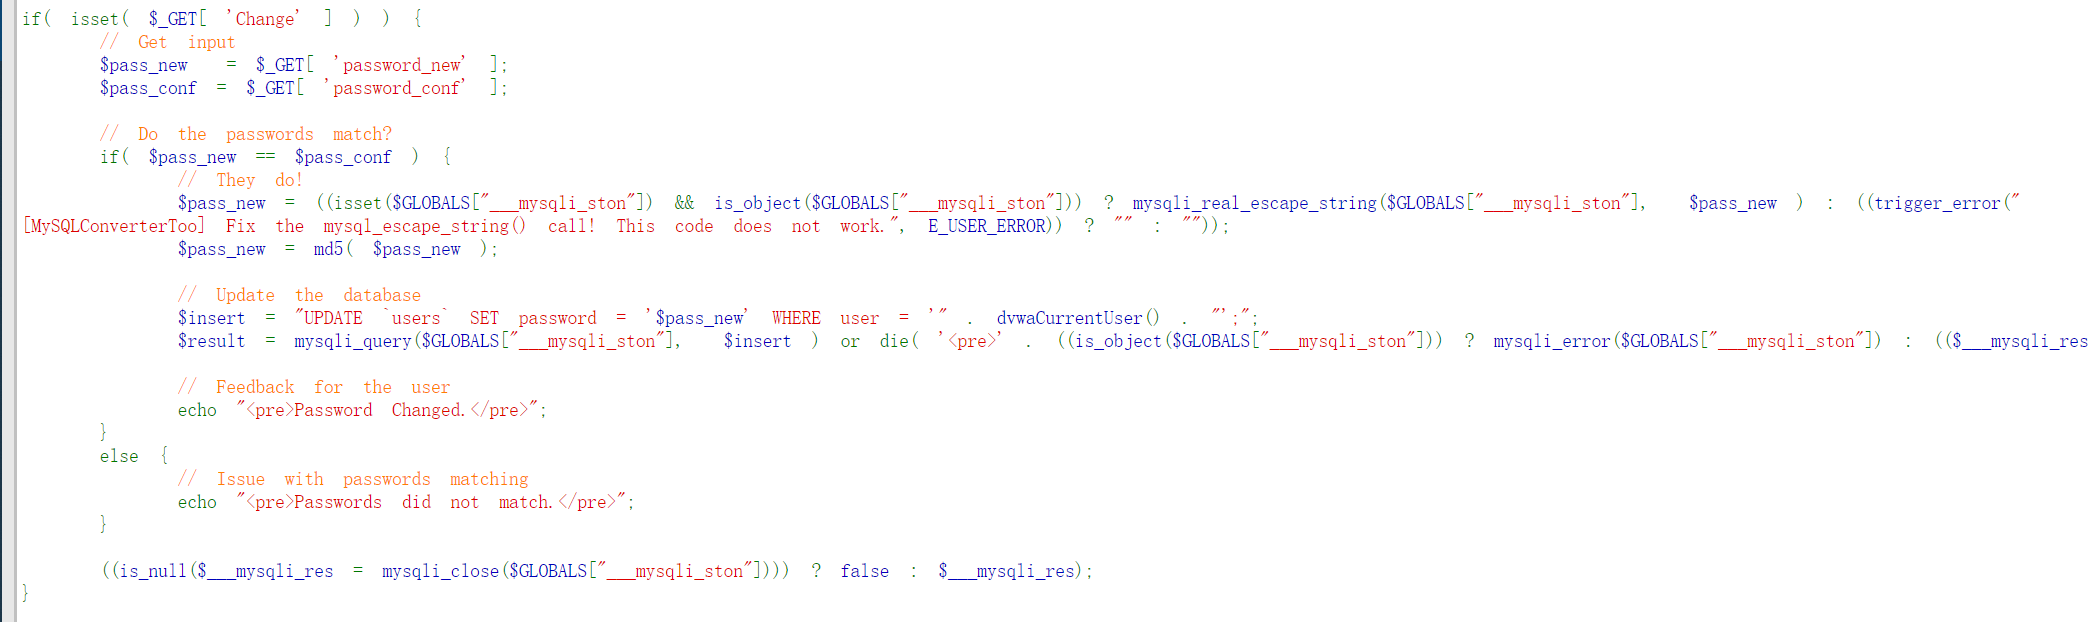 if( isset( $_GET[ 'Change' ] ) ) {
// Get input
$pass_new = $_GET[ 'password_new' ];
$pass_conf = $_GET[ 'password_conf' ];
// Do the passwords match?
if( $pass_new == $pass_conf ) {
// They do!
$pass_new = ((isset($GLOBALS["___mysqli_ston"]) && is_object($GLOBALS["___mysqli_ston"])) ? mysqli_real_escape_string($GLOBALS["___mysqli_ston"], $pass_new ) : ((trigger_error("
[MySQLConverterToo] Fix the mysql_escape_string() call! This code does not work.", E_USER_ERROR)) ? "" : ""));
$pass_new = md5( $pass_new );
// Update the database
$insert = "UPDATE `users` SET password = '$pass_new' WHERE user = '" . dvwaCurrentUser() . "';";
$result = mysqli_query($GLOBALS["___mysqli_ston"], $insert ) or die( '<pre>' . ((is_object($GLOBALS["___mysqli_ston"])) ? mysqli_error($GLOBALS["___mysqli_ston"]) : (($___mysqli_res
// Feedback for the user
echo "<pre>Password Changed.</pre>";
}
else {
// Issue with passwords matching
echo "<pre>Passwords did not match.</pre>";
}
((is_null($___mysqli_res = mysqli_close($GLOBALS["___mysqli_ston"]))) ? false : $___mysqli_res);
}